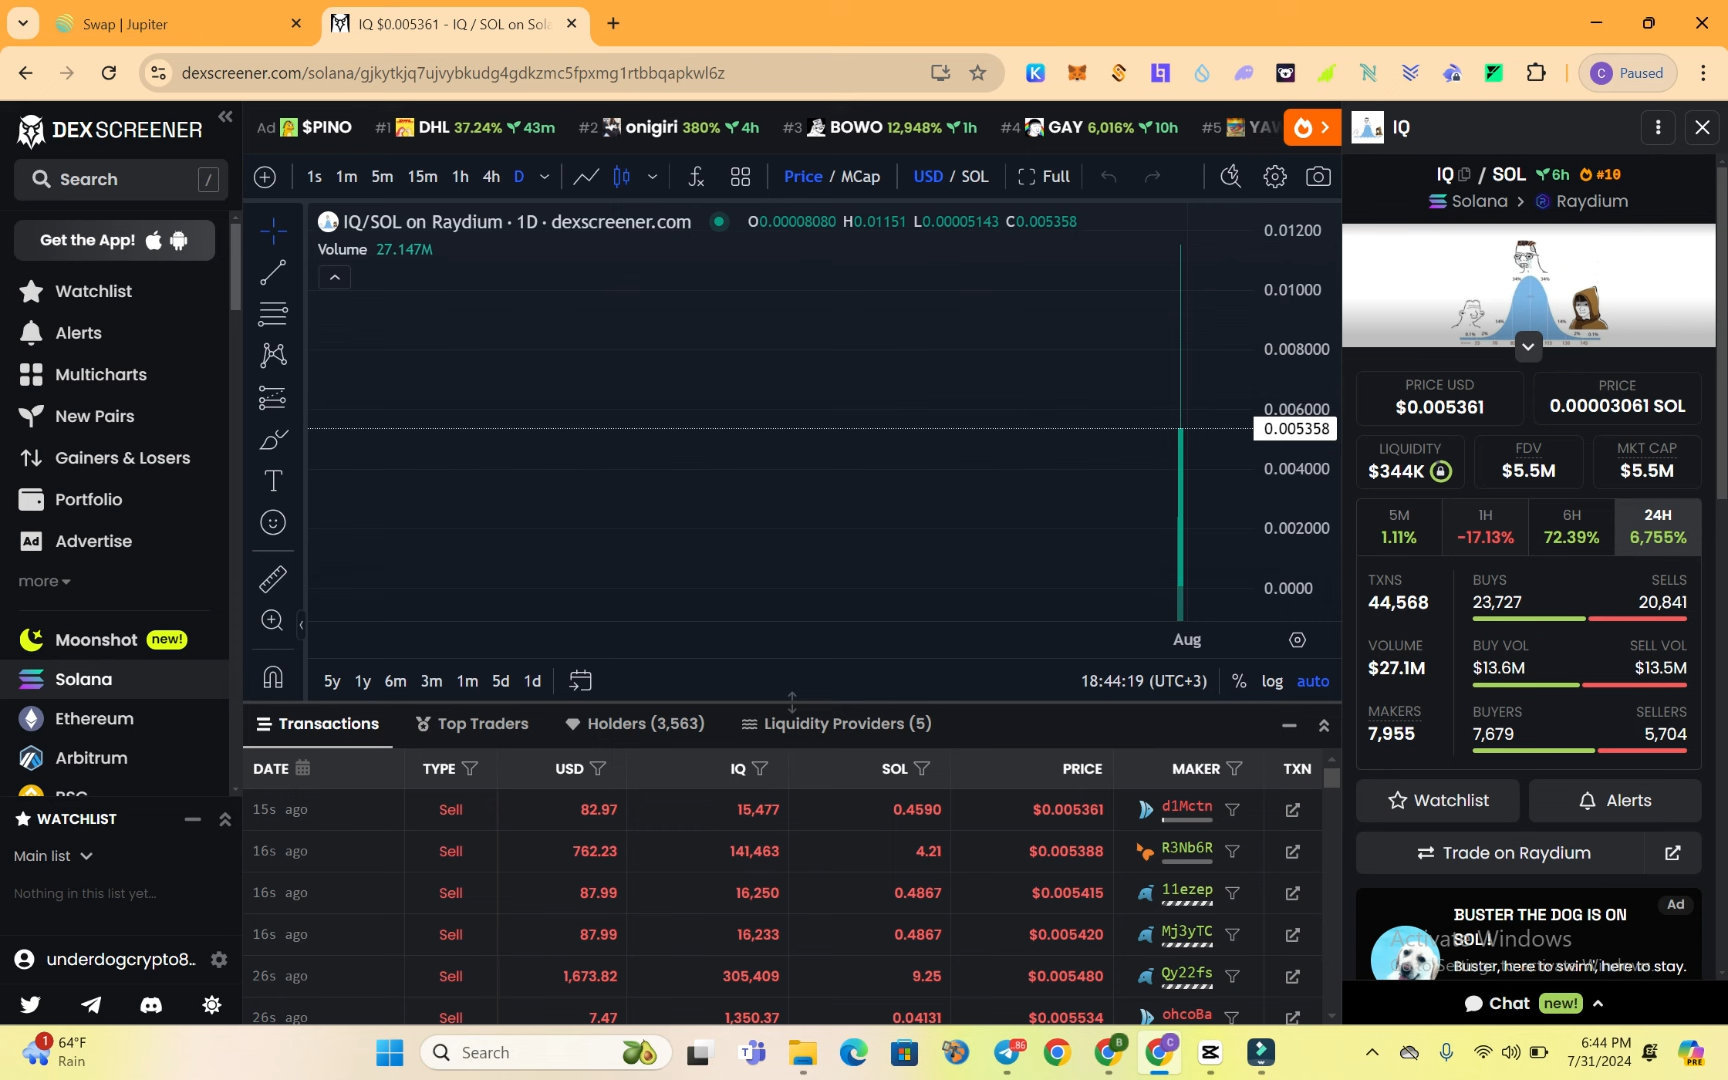 Swap | Jupiter
IQ $0.005361 - IQ / SOL on Sola
dexscreener.com/solana/gjkytkjq7ujvybkudg4gdkzmc5fpxmg1rtbbqapkwl6z
C Paused
DEX SCREENER
Ad $PINO #1 DHL 37.24% 43m #2 onigiri 380% 4h #3 BOWO 12,948% 1h #4 GAY 6,016% 10h #5 YAW
IQ
Search /
1s 1m 5m 15m 1h 4h D Price / MCap USD / SOL Full
IQ / SOL 6h #10
Solana > Raydium
Get the App!
Watchlist
Alerts
Multicharts
New Pairs
Gainers & Losers
Portfolio
Ad Advertise
more
Moonshot new!
Solana
Ethereum
Arbitrum
WATCHLIST
Main list
Nothing in this list yet...
underdogcrypto8..
IQ/SOL on Raydium · 1D · dexscreener.com O0.00008080 H0.01151 L0.00005143 C0.005358
Volume 27.147M
0.01200
0.01000
0.008000
0.006000
0.005358
0.004000
0.002000
0.0000
Aug
5y 1y 6m 3m 1m 5d 1d 18:44:19 (UTC+3) % log auto
Transactions Top Traders Holders (3,563) Liquidity Providers (5)
DATE TYPE USD IQ SOL PRICE MAKER TXN
15s ago Sell 82.97 15,477 0.4590 $0.005361 d1Mctn
16s ago Sell 762.23 141,463 4.21 $0.005388 R3Nb6R
16s ago Sell 87.99 16,250 0.4867 $0.005415 11ezep
16s ago Sell 87.99 16,233 0.4867 $0.005420 Mj3yTC
26s ago Sell 1,673.82 305,409 9.25 $0.005480 Qy22fs
26s ago Sell 7.47 1,350.37 0.04131 $0.005534 ohcoBa
PRICE USD
$0.005361
PRICE
0.00003061 SOL
LIQUIDITY
$344K
FDV
$5.5M
MKT CAP
$5.5M
5M 1H 6H 24H
1.11% -17.13% 72.39% 6,755%
TXNS BUYS SELLS
44,568 23,727 20,841
VOLUME BUY VOL SELL VOL
$27.1M $13.6M $13.5M
MAKERS BUYERS SELLERS
7,955 7,679 5,704
Watchlist Alerts
Trade on Raydium
Ad
BUSTER THE DOG IS ON
SOL!
Buster, here to swim, here to stay.
Activate Windows
Chat new!
1 64°F
Rain
Search
86
B
C
6:44 PM
7/31/2024
PRE